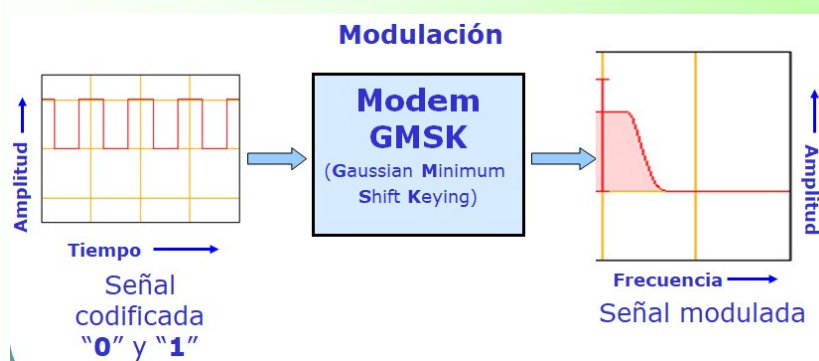 Modulación
Amplitud
Tiempo
Señal
codificada
“0” y “1”
Modem
GMSK
(Gaussian Minimum
Shift Keying)
Amplitud
Frecuencia
Señal modulada